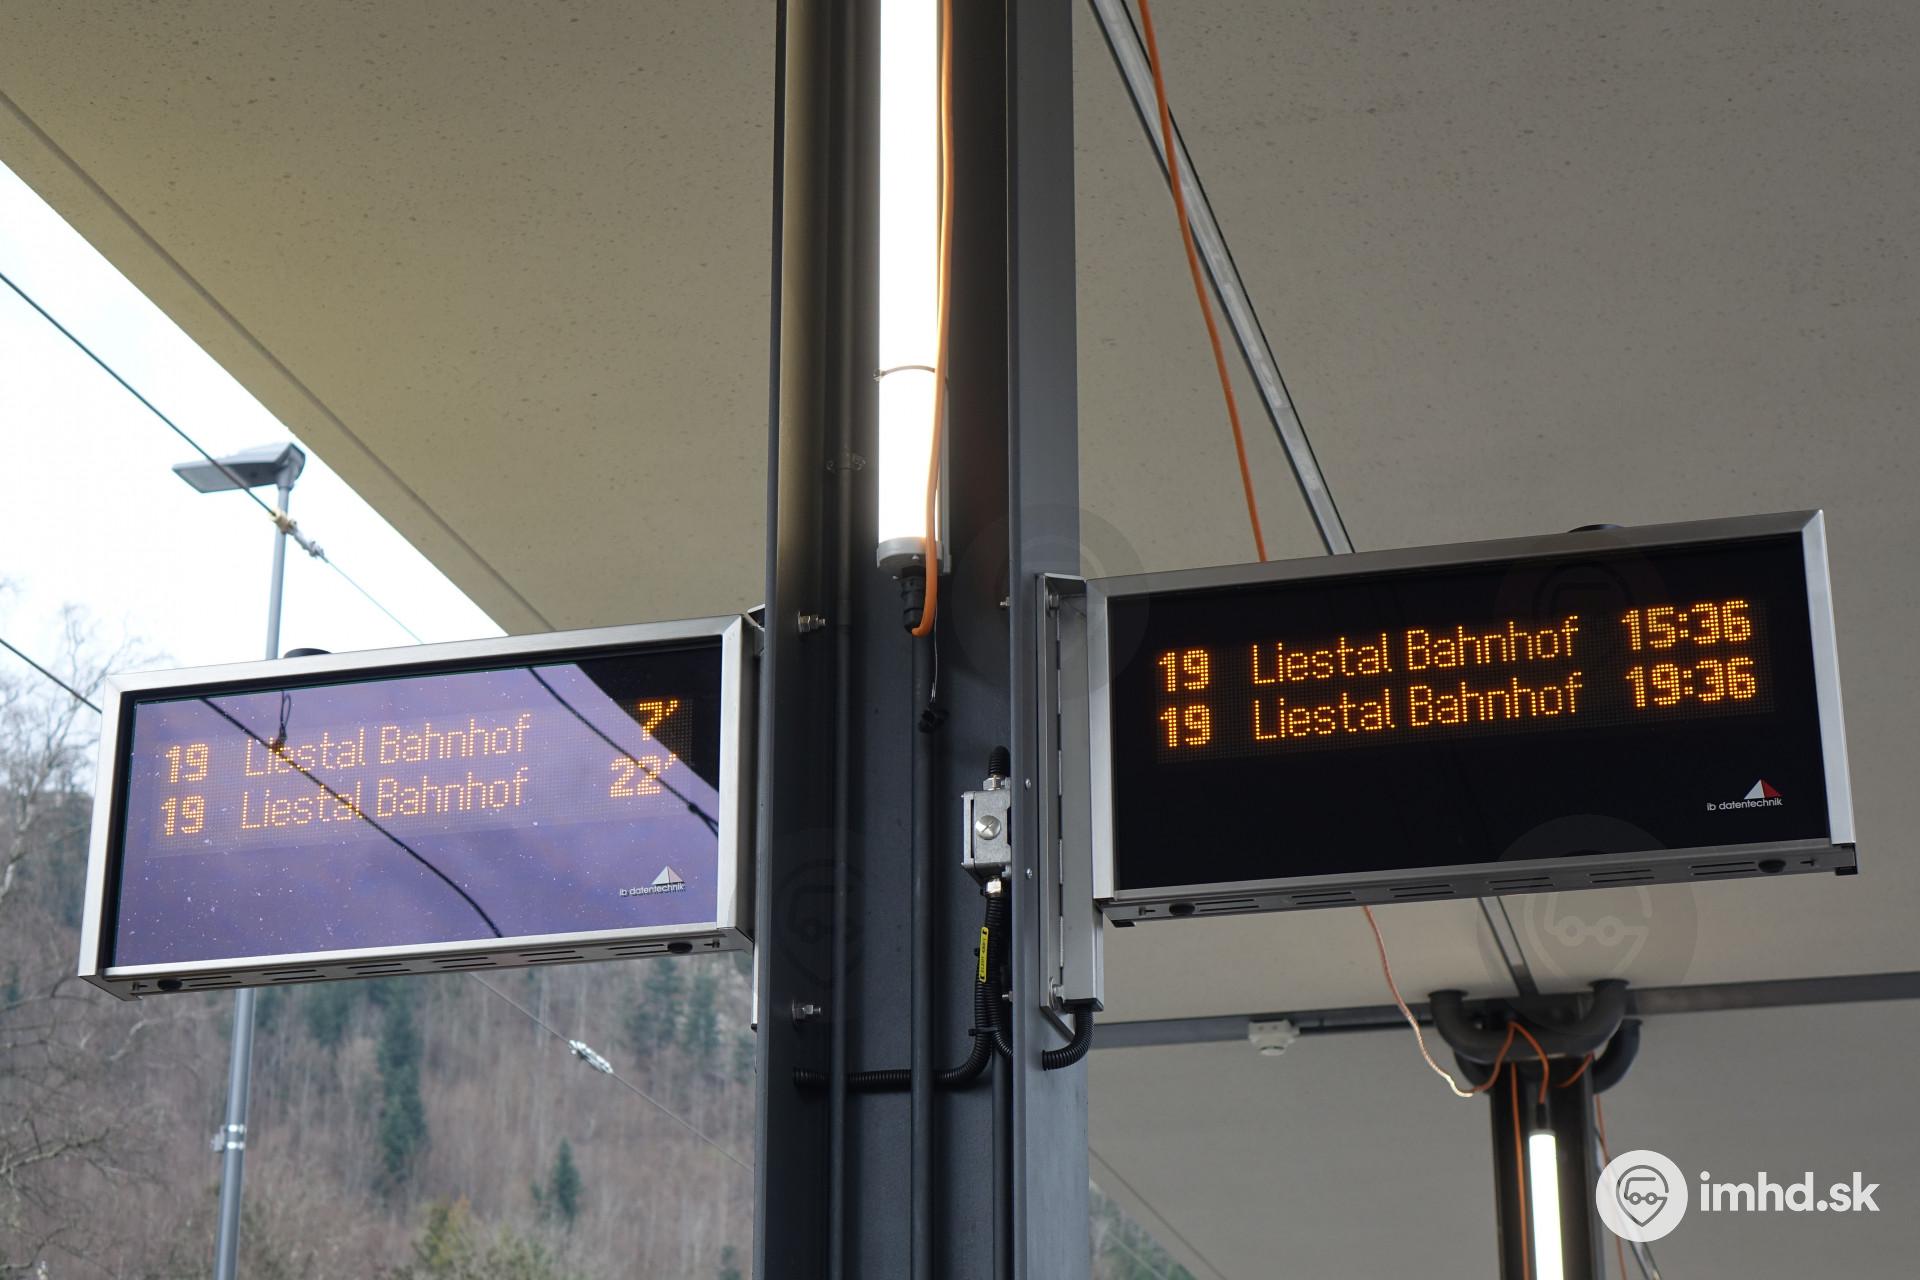 19 Liestal Bahnhof 7'
19 Liestal Bahnhof 22'
ib datentechnik
19 Liestal Bahnhof 15:36
19 Liestal Bahnhof 19:36
ib datentechnik
imhd.sk